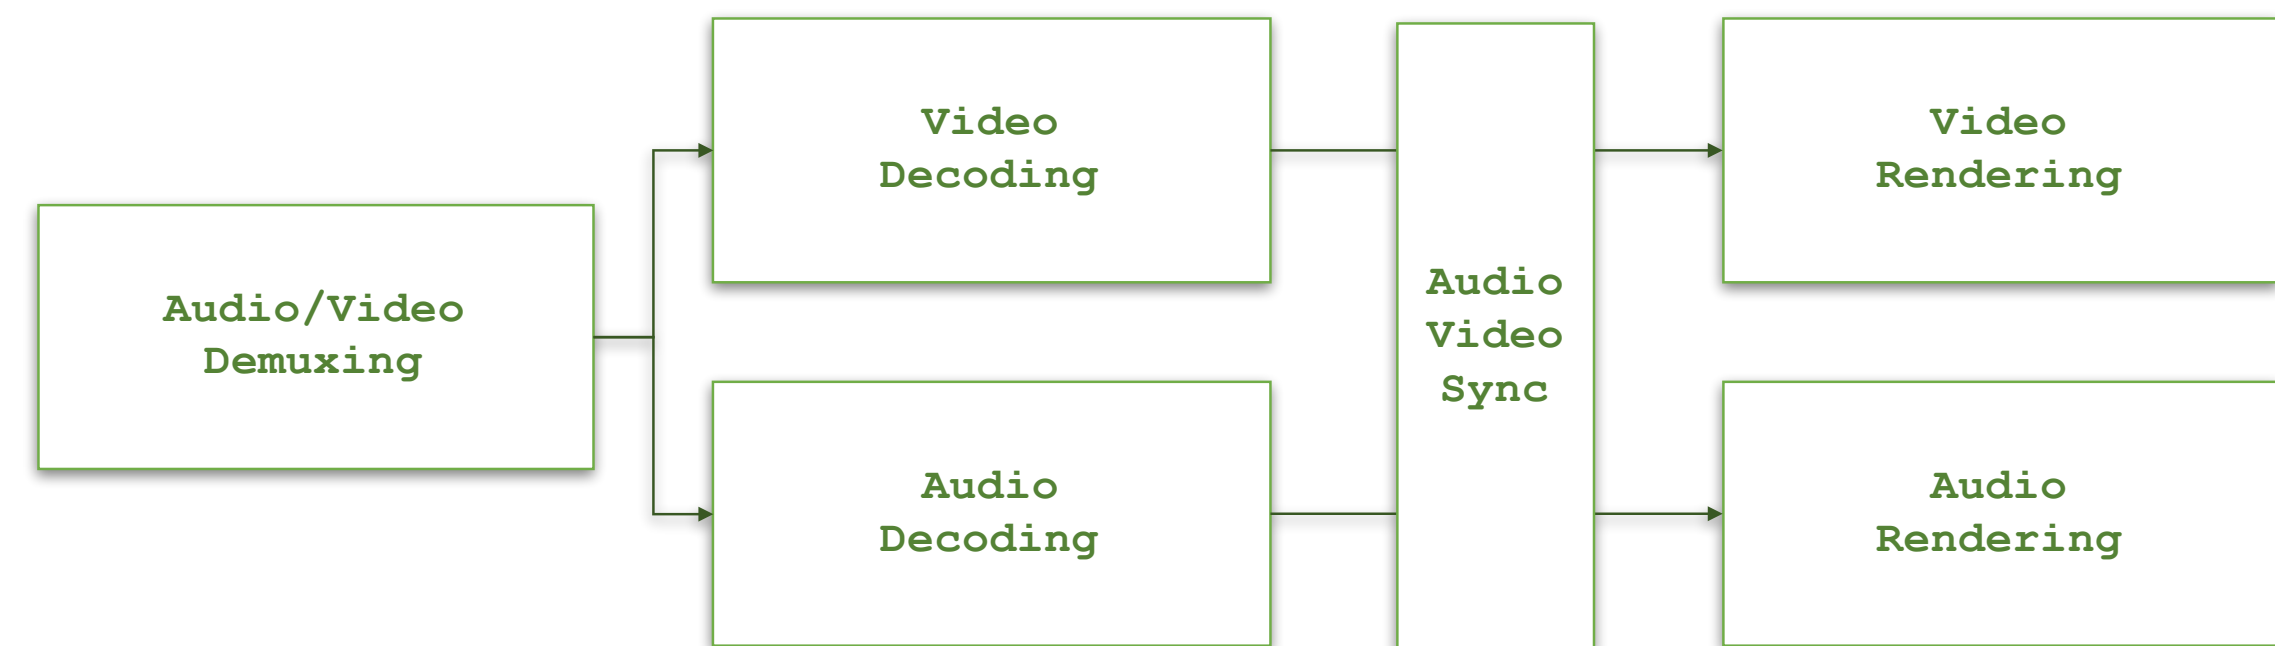 Audio/Video
Demuxing
Video
Decoding
Audio
Decoding
Audio
Video
Sync
Video
Rendering
Audio
Rendering